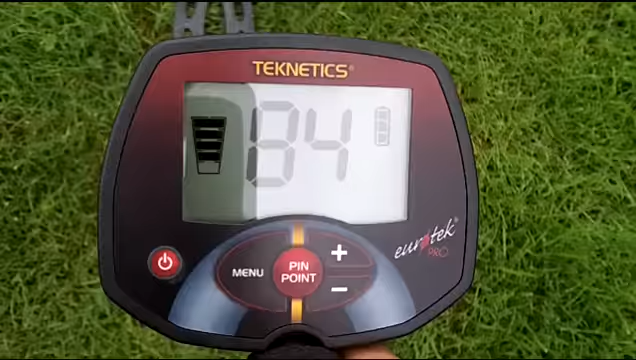 TEKNETICS®
84
eurotek®
PRO
MENU
PIN
POINT
+
−